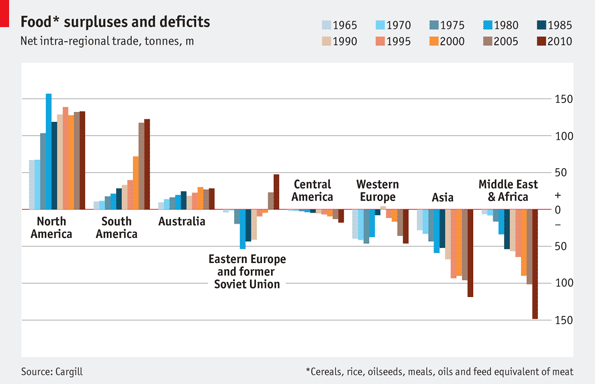 Food* surpluses and deficits
Net intra-regional trade, tonnes, m
1965 1970 1975 1980 1985
1990 1995 2000 2005 2010
150
100
50
+
0
–
50
100
150
North
America
South
America
Australia
Eastern Europe
and former
Soviet Union
Central
America
Western
Europe
Asia
Middle East
& Africa
Source: Cargill
*Cereals, rice, oilseeds, meals, oils and feed equivalent of meat